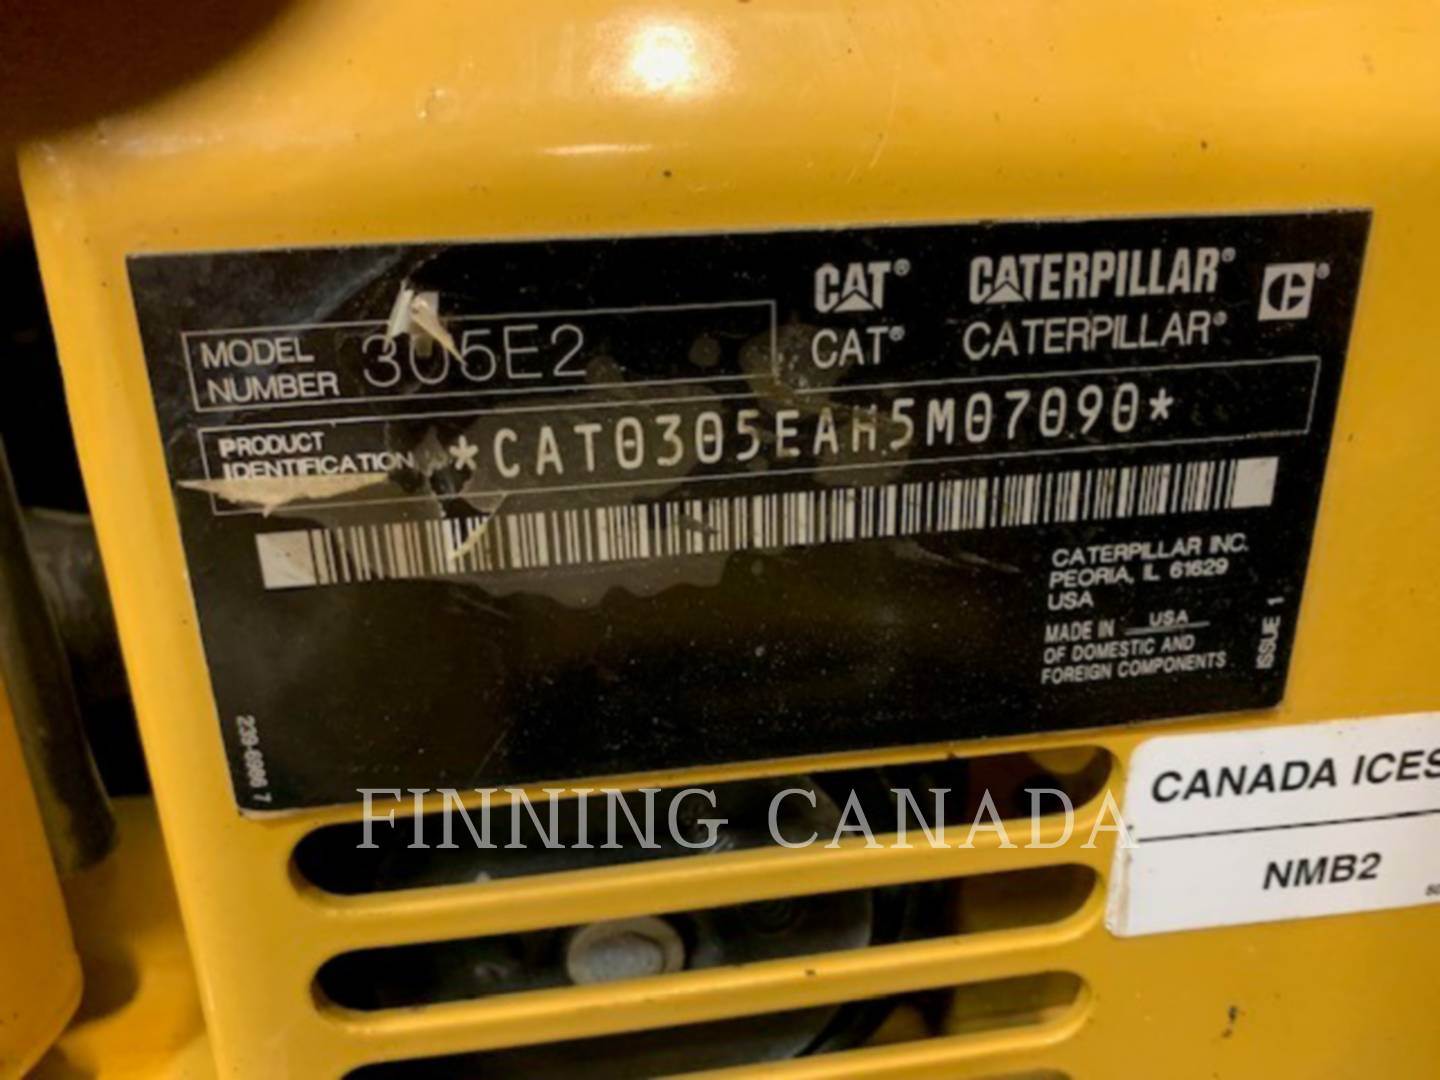 CAT® CATERPILLAR®
CAT® CATERPILLAR®
MODEL NUMBER 305E2
PRODUCT IDENTIFICATION *CAT0305EAH5M07090*
CATERPILLAR INC.
PEORIA, IL 61629
USA
MADE IN USA
OF DOMESTIC AND
FOREIGN COMPONENTS
ISSUE 1
FINNING CANADA
CANADA ICES
NMB2